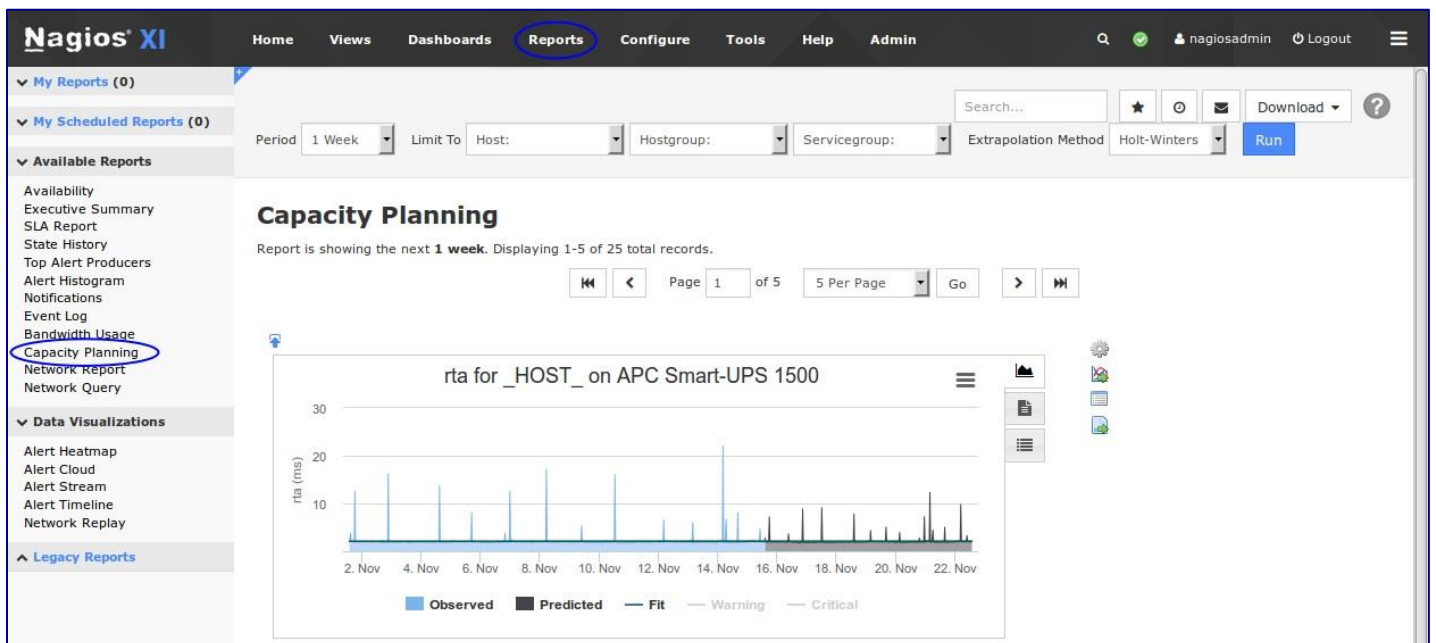 Nagios® XI
Home Views Dashboards Reports Configure Tools Help Admin nagiosadmin Logout
My Reports (0)
My Scheduled Reports (0)
Available Reports
Availability
Executive Summary
SLA Report
State History
Top Alert Producers
Alert Histogram
Notifications
Event Log
Bandwidth Usage
Capacity Planning
Network Report
Network Query
Data Visualizations
Alert Heatmap
Alert Cloud
Alert Stream
Alert Timeline
Network Replay
Legacy Reports
Search... Download ?
Period 1 Week Limit To Host: Hostgroup: Servicegroup: Extrapolation Method Holt-Winters Run
Capacity Planning
Report is showing the next 1 week. Displaying 1-5 of 25 total records.
Page 1 of 5 5 Per Page Go
rta for _HOST_ on APC Smart-UPS 1500
rta (ms)
30
20
10
2. Nov 4. Nov 6. Nov 8. Nov 10. Nov 12. Nov 14. Nov 16. Nov 18. Nov 20. Nov 22. Nov
Observed Predicted Fit Warning Critical